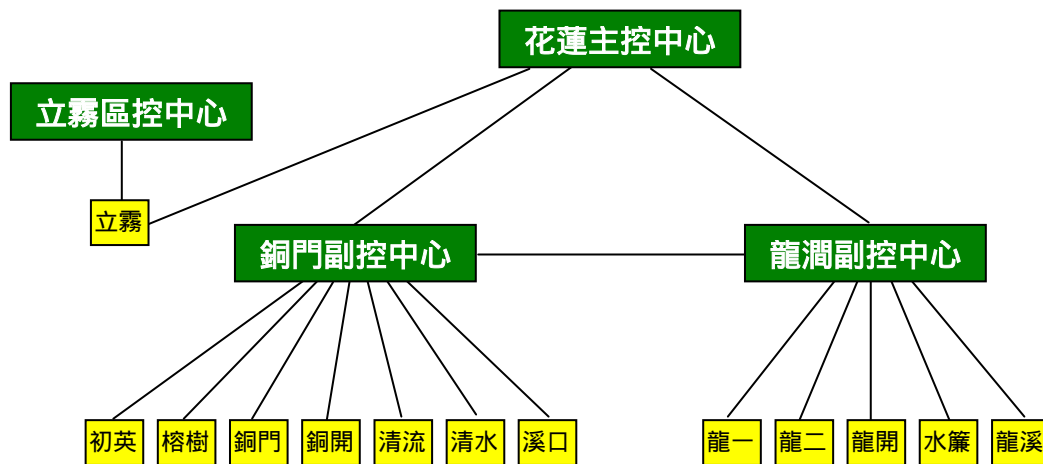 花蓮主控中心
立霧區控中心
立霧
銅門副控中心
龍澗副控中心
初英
榕樹
銅門
銅開
清流
清水
溪口
龍一
龍二
龍開
水簾
龍溪